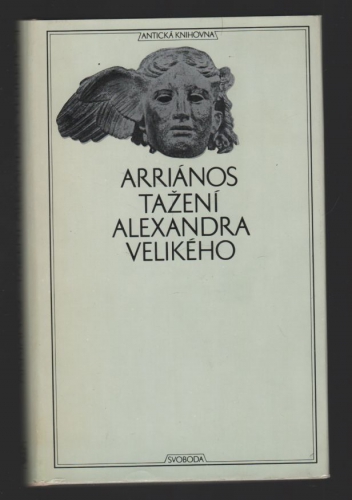 ANTICKÁ KNIHOVNA
ARRIÁNOS
TAŽENÍ
ALEXANDRA
VELIKÉHO
SVOBODA